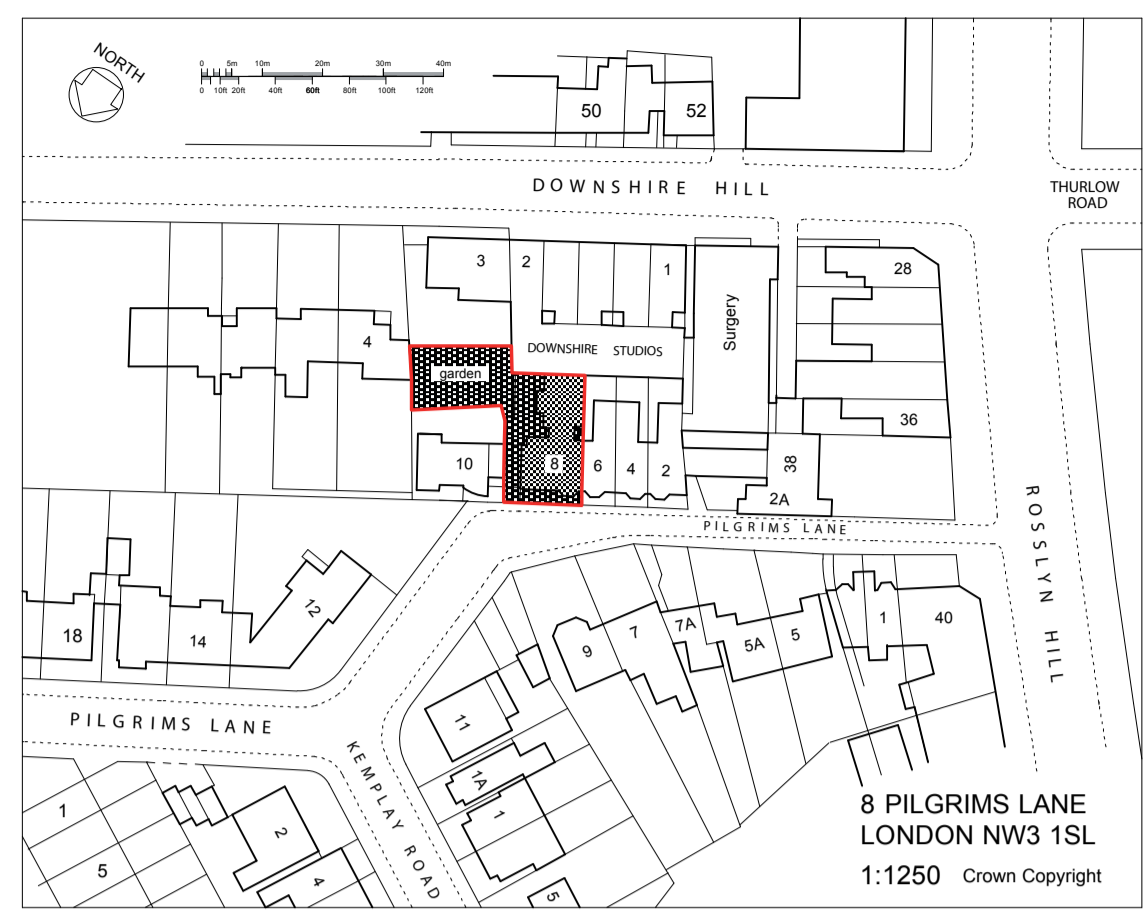 NORTH
0 5m 10m 20m 30m 40m
0 10ft 20ft 40ft 60ft 80ft 100ft 120ft
50
52
DOWNSHIRE HILL
THURLOW
ROAD
3
2
1
28
Surgery
4
DOWNSHIRE STUDIOS
garden
36
10
8
6
4
2
38
2A
PILGRIMS LANE
ROSSLYN HILL
18
14
12
9
7
7A
5A
5
1
40
11
PILGRIMS LANE
KEMPLAY ROAD
1A
1
1
5
2
4
5
8 PILGRIMS LANE
LONDON NW3 1SL
1:1250 Crown Copyright